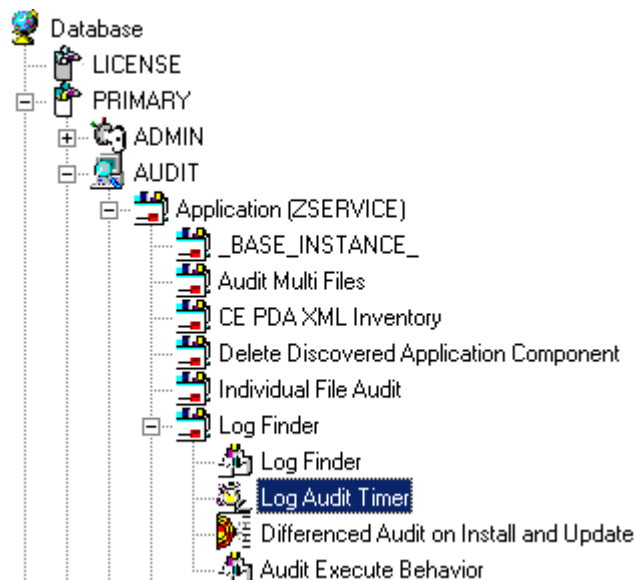 Database
LICENSE
PRIMARY
ADMIN
AUDIT
Application (ZSERVICE)
_BASE_INSTANCE_
Audit Multi Files
CE PDA XML Inventory
Delete Discovered Application Component
Individual File Audit
Log Finder
Log Finder
Log Audit Timer
Differenced Audit on Install and Update
Audit Execute Behavior